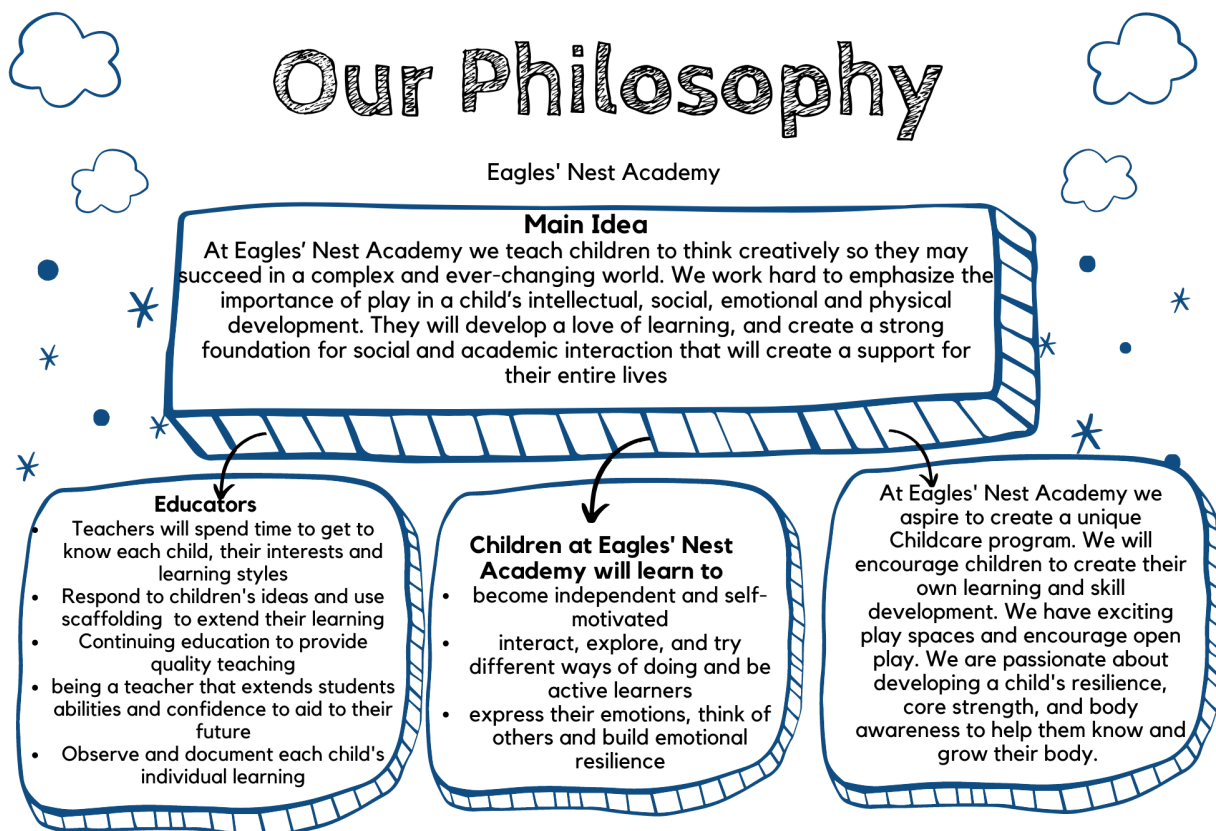 Our Philosophy
Eagles' Nest Academy
Main Idea
At Eagles’ Nest Academy we teach children to think creatively so they may
succeed in a complex and ever-changing world. We work hard to emphasize the
importance of play in a child’s intellectual, social, emotional and physical
development. They will develop a love of learning, and create a strong
foundation for social and academic interaction that will create a support for
their entire lives
Educators
• Teachers will spend time to get to
know each child, their interests and
learning styles
• Respond to children's ideas and use
scaffolding to extend their learning
• Continuing education to provide
quality teaching
• being a teacher that extends students
abilities and confidence to aid to their
future
• Observe and document each child's
individual learning
Children at Eagles' Nest
Academy will learn to
• become independent and self-
motivated
• interact, explore, and try
different ways of doing and be
active learners
• express their emotions, think of
others and build emotional
resilience
At Eagles' Nest Academy we
aspire to create a unique
Childcare program. We will
encourage children to create their
own learning and skill
development. We have exciting
play spaces and encourage open
play. We are passionate about
developing a child's resilience,
core strength, and body
awareness to help them know and
grow their body.